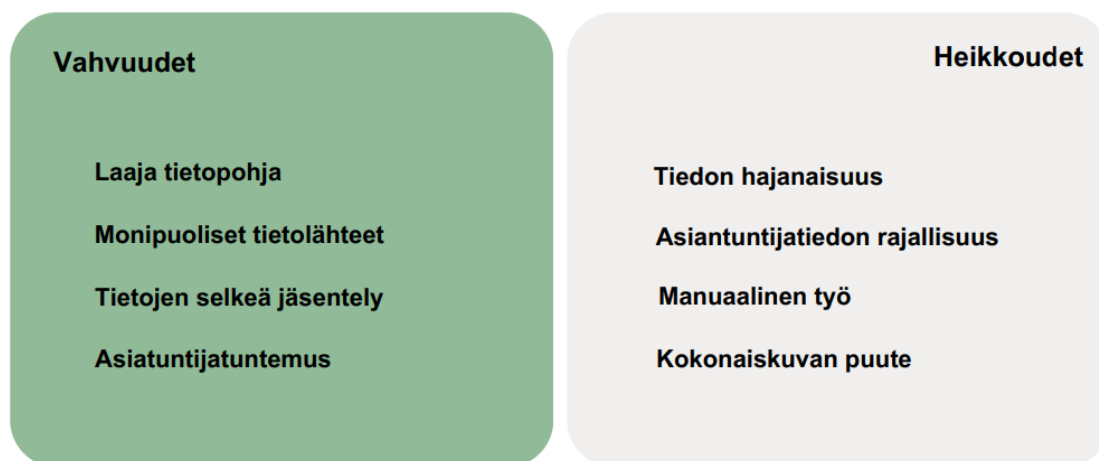 Vahvuudet
Laaja tietopohja
Monipuoliset tietolähteet
Tietojen selkeä jäsentely
Asiatuntijatuntemus
Heikkoudet
Tiedon hajanaisuus
Asiantuntijatiedon rajallisuus
Manuaalinen työ
Kokonaiskuvan puute